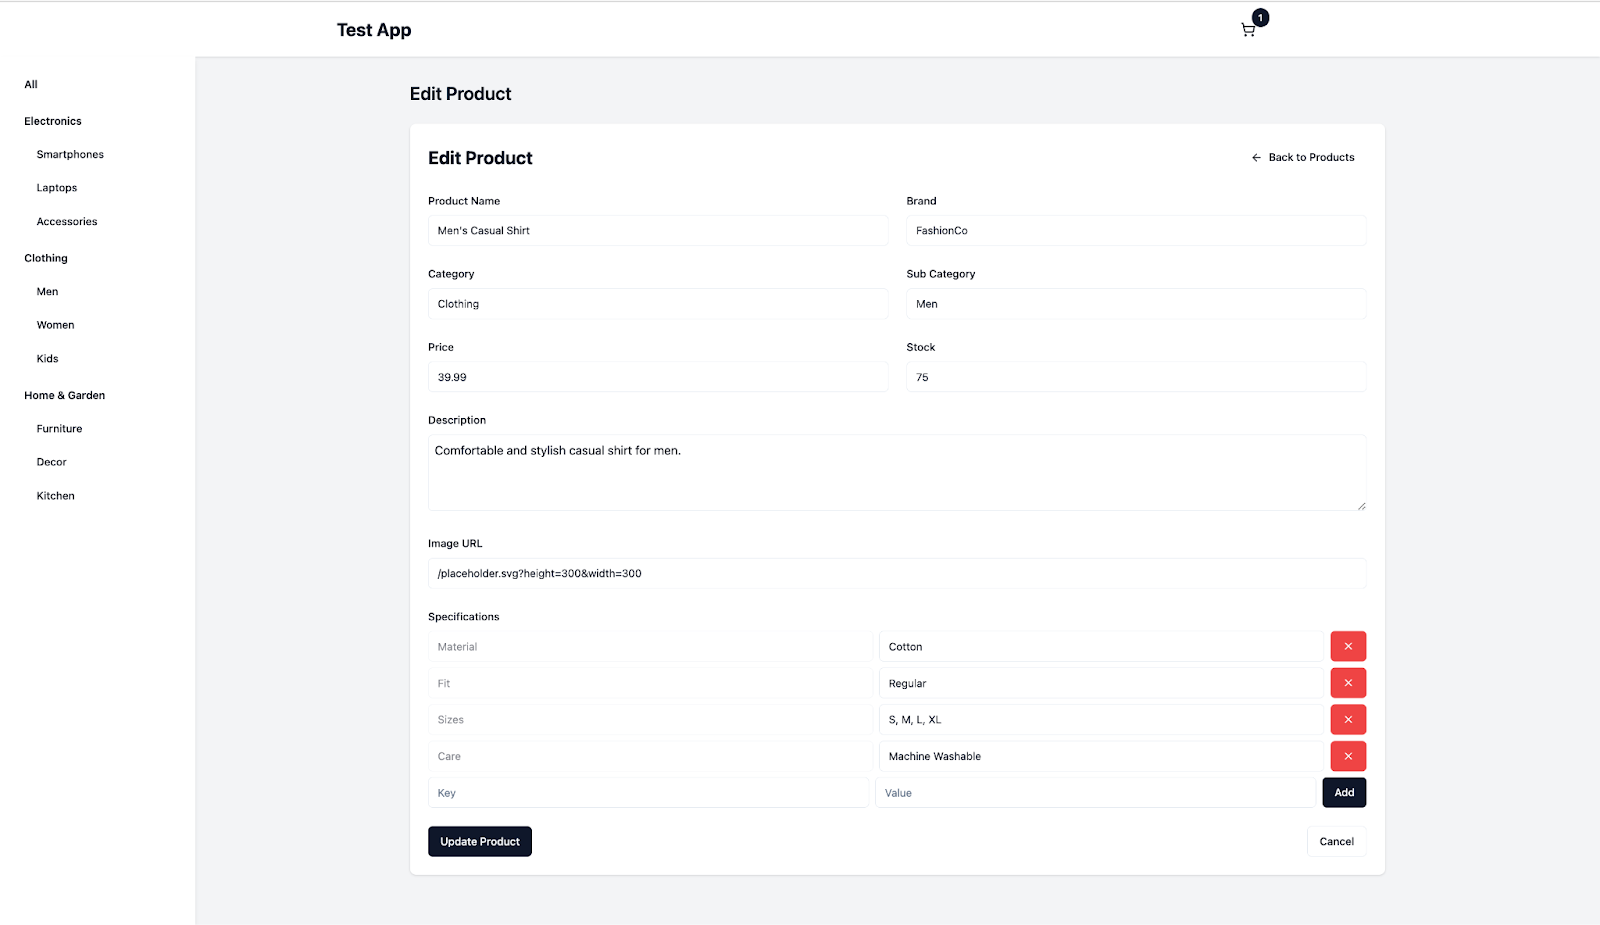 Test App
1
All
Electronics
Smartphones
Laptops
Accessories
Clothing
Men
Women
Kids
Home & Garden
Furniture
Decor
Kitchen
Edit Product
Edit Product
← Back to Products
Product Name
Men's Casual Shirt
Brand
FashionCo
Category
Clothing
Sub Category
Men
Price
39.99
Stock
75
Description
Comfortable and stylish casual shirt for men.
Image URL
/placeholder.svg?height=300&width=300
Specifications
Material
Cotton
Fit
Regular
Sizes
S, M, L, XL
Care
Machine Washable
Key
Value
Add
Update Product
Cancel